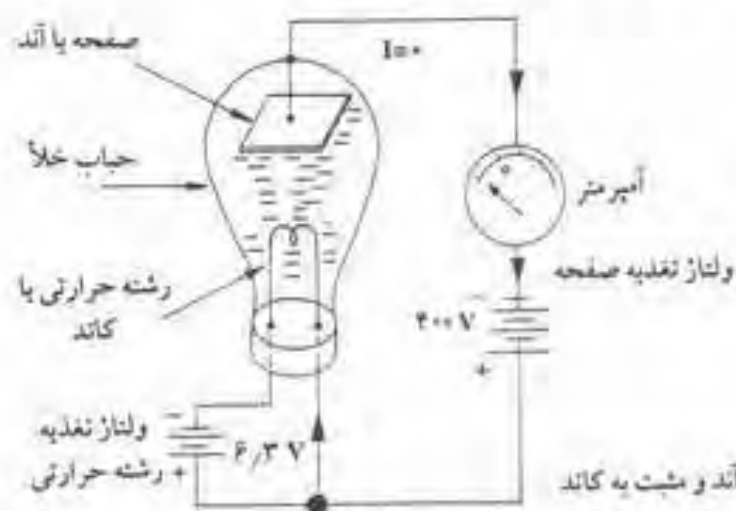 صفحه یا آند
I=۰
حباب خلأ
آمپرمتر
رشته حرارتی یا
کاتد
ولتاژ تغذیه صفحه
۴۰۰ V
−
+
ولتاژ تغذیه
رشته حرارتی
−
+
۶٫۳ V
آند و مثبت به کاتد